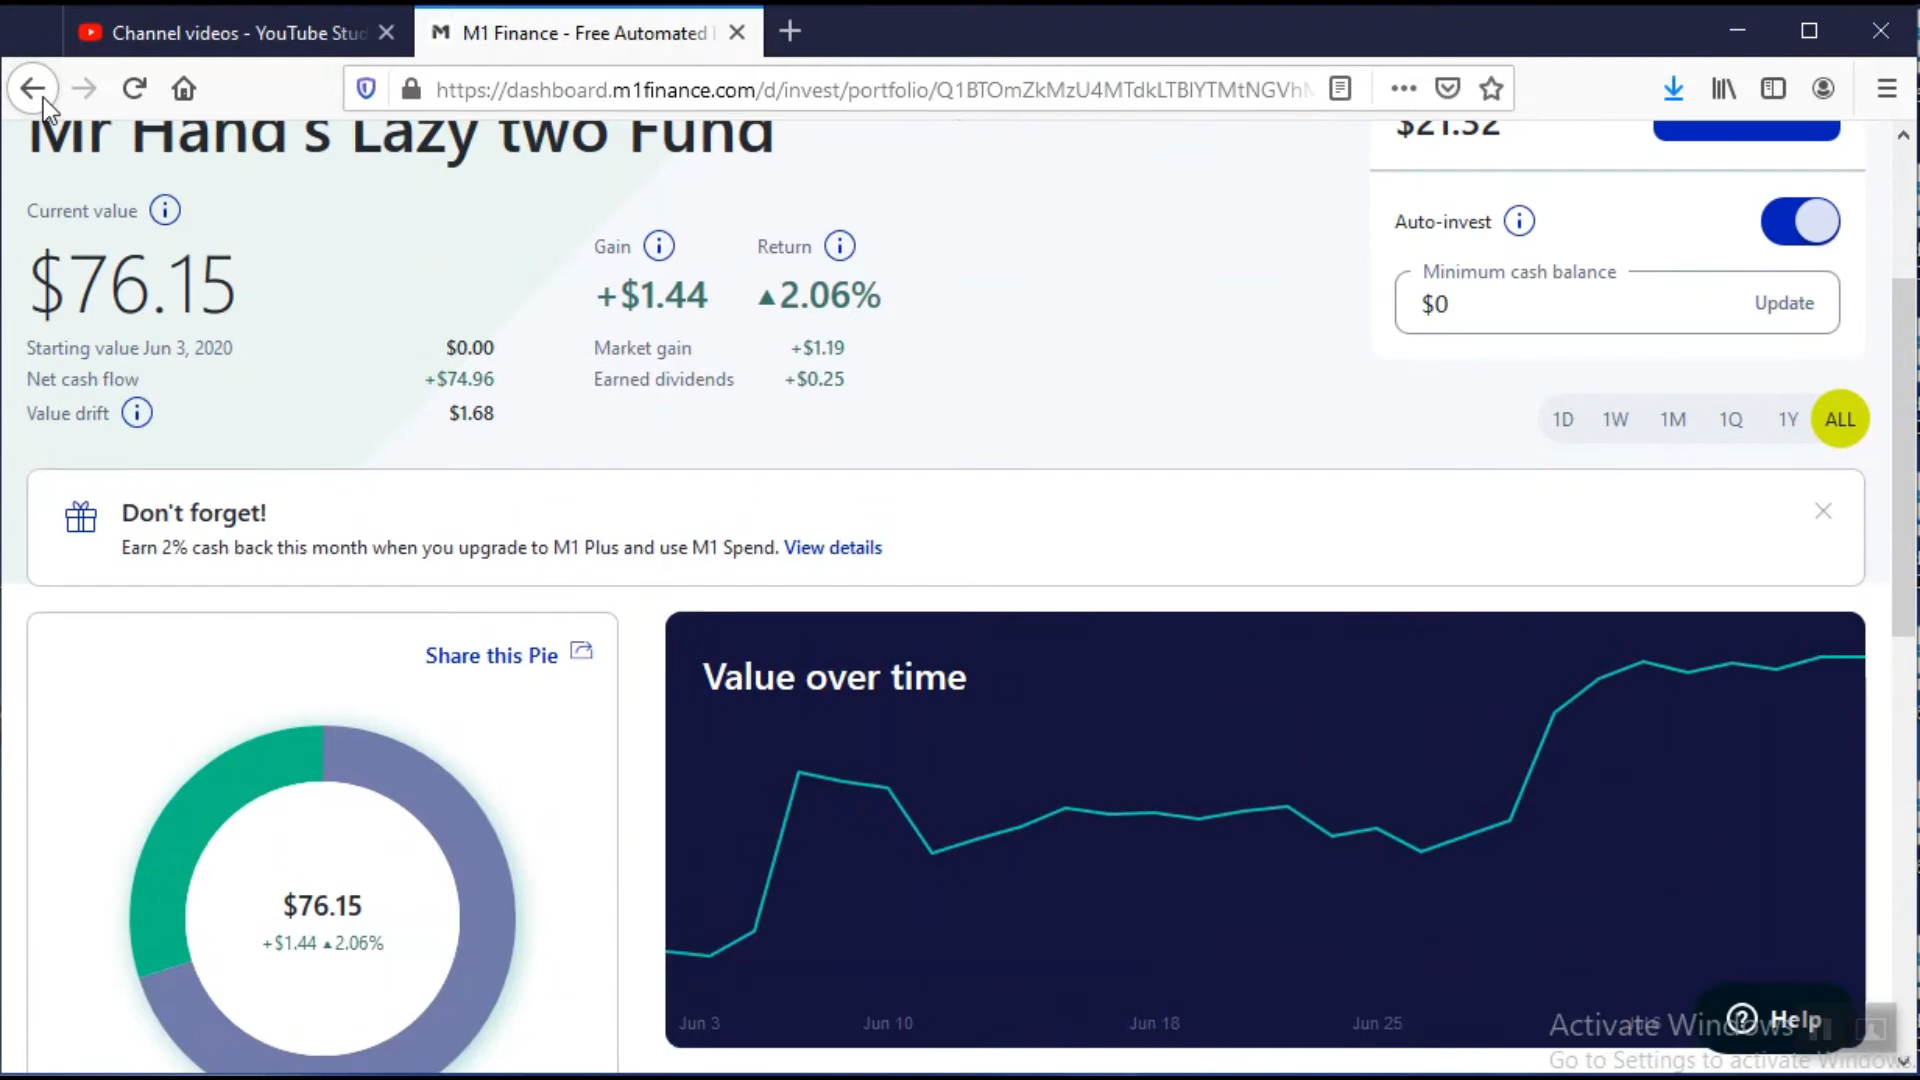 Channel videos - YouTube Stud
M1 Finance - Free Automated I
https://dashboard.m1finance.com/d/invest/portfolio/
Mr Hand's Lazy two Fund
$21.32
Current value
$76.15
Starting value Jun 3, 2020 $0.00
Net cash flow +$74.96
Value drift $1.68
Gain Return
+$1.44 ▲2.06%
Market gain +$1.19
Earned dividends +$0.25
Auto-invest
Minimum cash balance
$0 Update
1D 1W 1M 1Q 1Y ALL
Don't forget!
Earn 2% cash back this month when you upgrade to M1 Plus and use M1 Spend. View details
Share this Pie
$76.15
+$1.44 ▲2.06%
Value over time
Jun 3 Jun 10 Jun 18 Jun 25
Help
Activate Windows
Go to Settings to activate Windows.